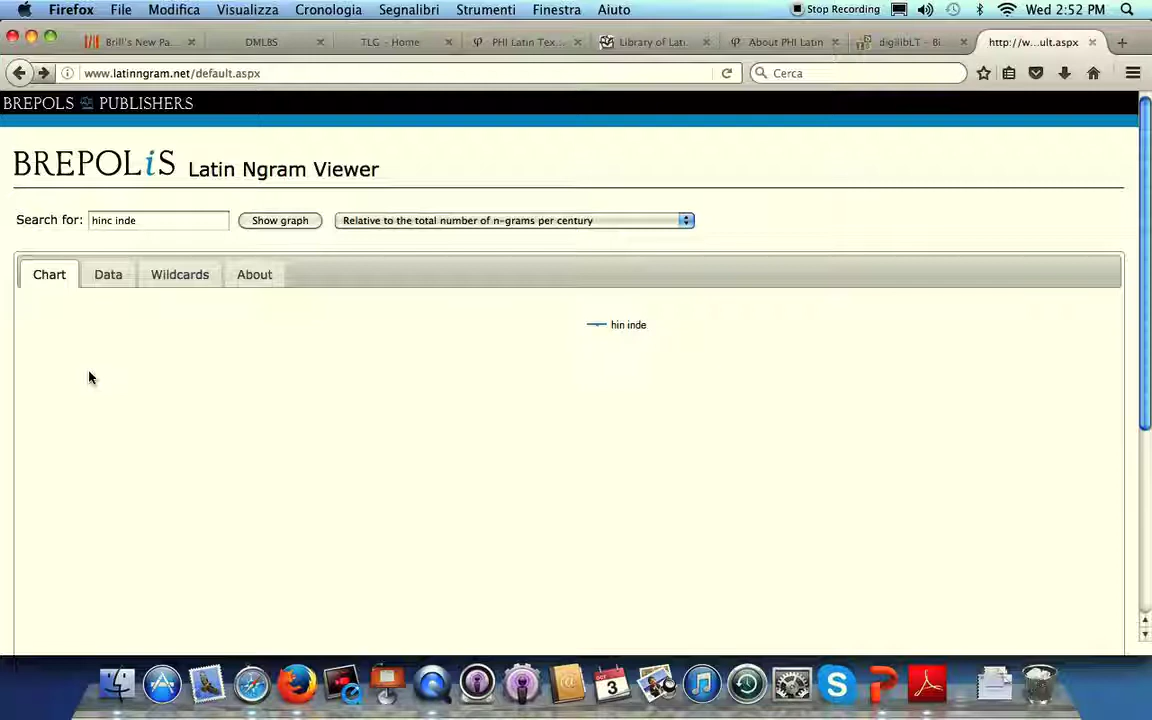 Firefox File Modifica Visualizza Cronologia Segnalibri Strumenti Finestra Aiuto Stop Recording Wed 2:52 PM
Brill's New Pa... DMLBS TLG - Home PHI Latin Tex... Library of Lati... About PHI Latin digilibLT - Bi... http://w...ult.aspx
www.latinngram.net/default.aspx Cerca
BREPOLS PUBLISHERS
BREPOLiS Latin Ngram Viewer
Search for: hinc inde Show graph Relative to the total number of n-grams per century
Chart Data Wildcards About
hin inde
OCT
3